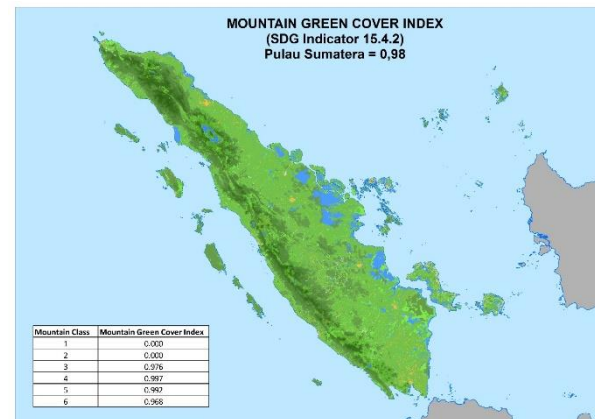 MOUNTAIN GREEN COVER INDEX
(SDG Indicator 15.4.2)
Pulau Sumatera = 0,98
Mountain Class Mountain Green Cover Index
1 0.000
2 0.000
3 0.976
4 0.997
5 0.992
6 0.968